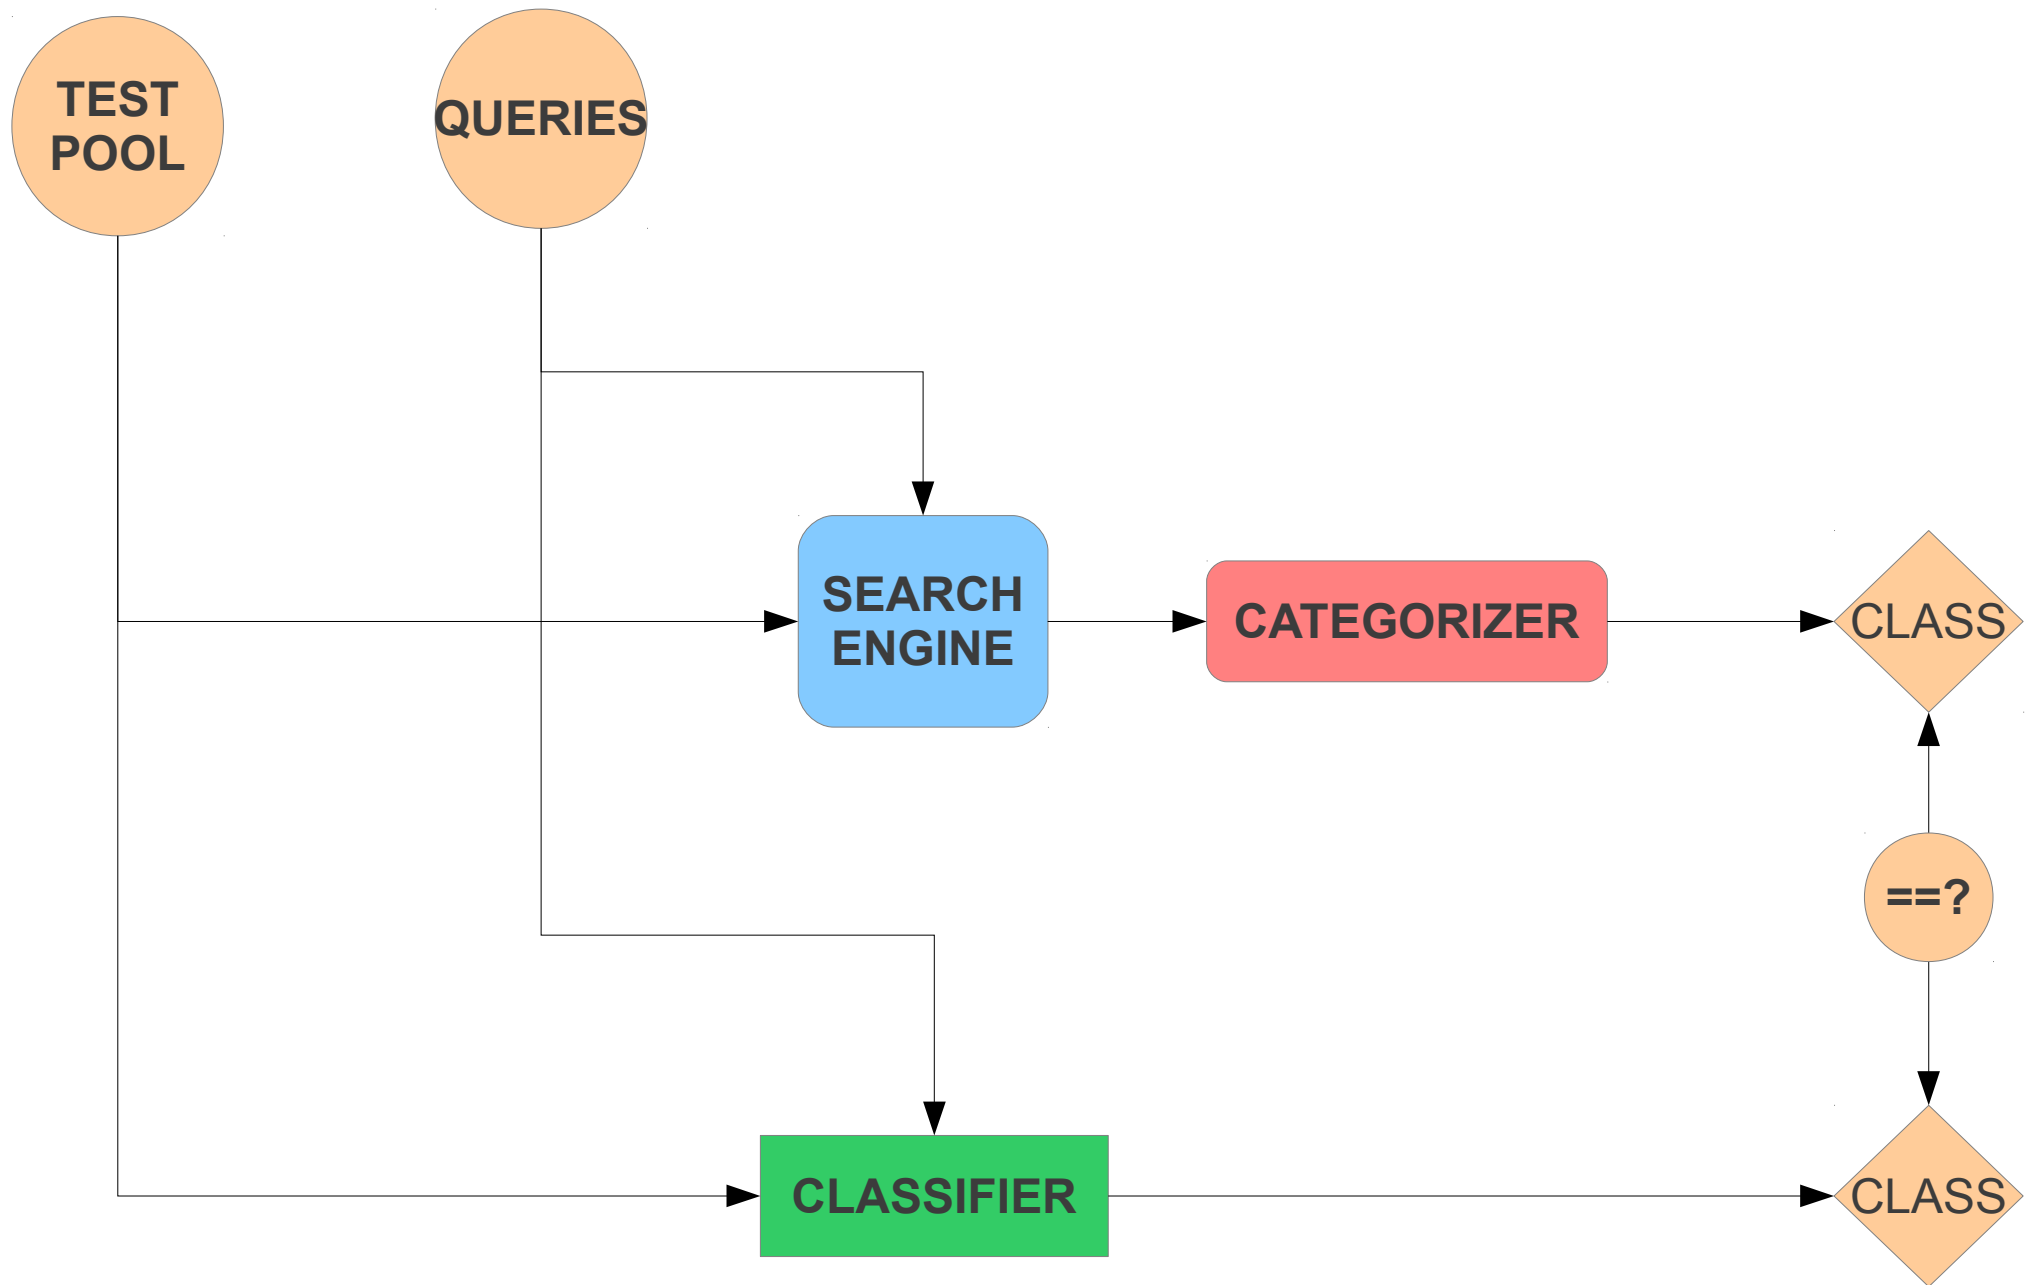 TEST
POOL
QUERIES
SEARCH
ENGINE
CATEGORIZER
CLASS
==?
CLASSIFIER
CLASS